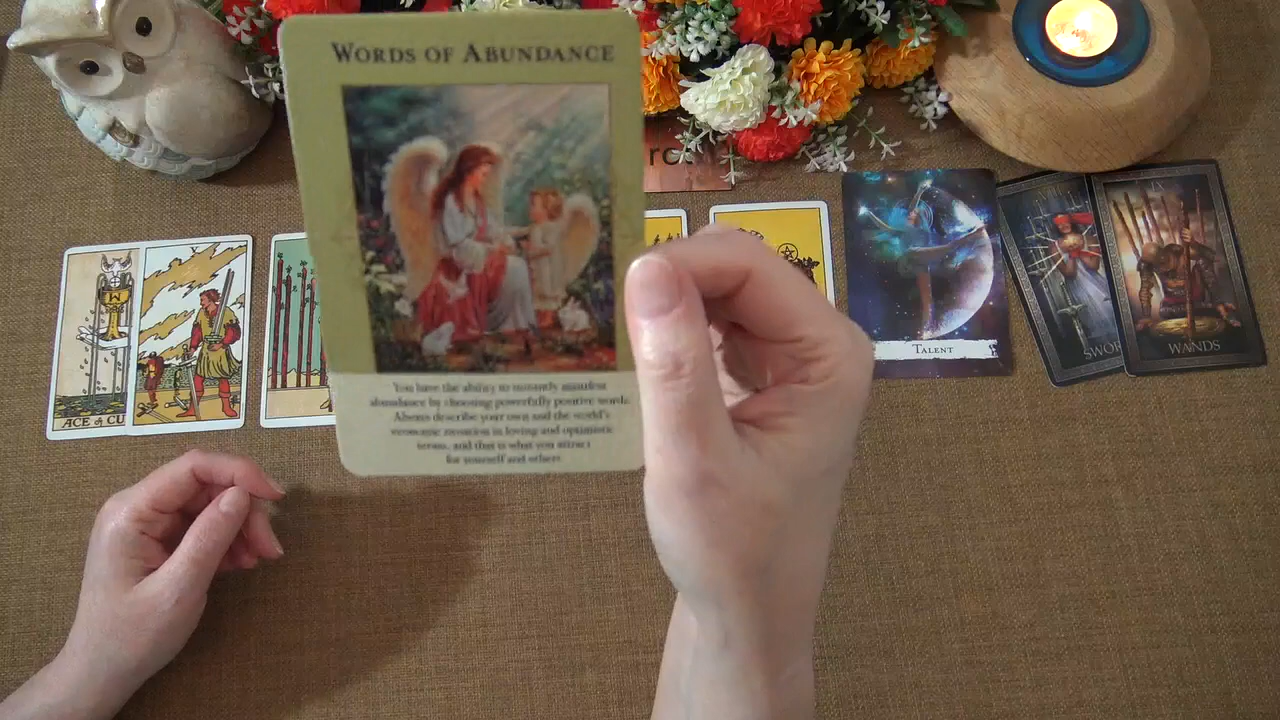 WORDS OF ABUNDANCE
You have the ability to instantly manifest
abundance by choosing powerfully positive words.
Always describe your own and the world's
economic situation in loving and optimistic
terms, and that is what you attract
for yourself and others.
V
ACE of CU
TALENT
SWOR
WANDS